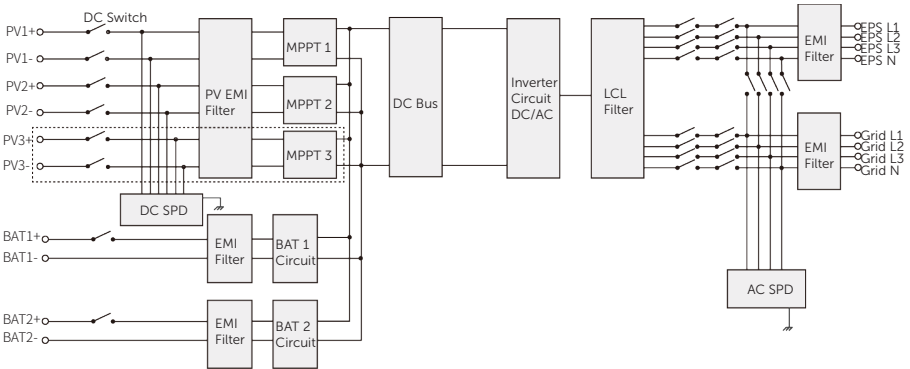 DC Switch
PV1+
PV1-
PV2+
PV2-
PV3+
PV3-
PV EMI
Filter
MPPT 1
MPPT 2
MPPT 3
DC SPD
BAT1+
BAT1-
EMI
Filter
BAT 1
Circuit
BAT2+
BAT2-
EMI
Filter
BAT 2
Circuit
DC Bus
Inverter
Circuit
DC/AC
LCL
Filter
EMI
Filter
EPS L1
EPS L2
EPS L3
EPS N
EMI
Filter
Grid L1
Grid L2
Grid L3
Grid N
AC SPD